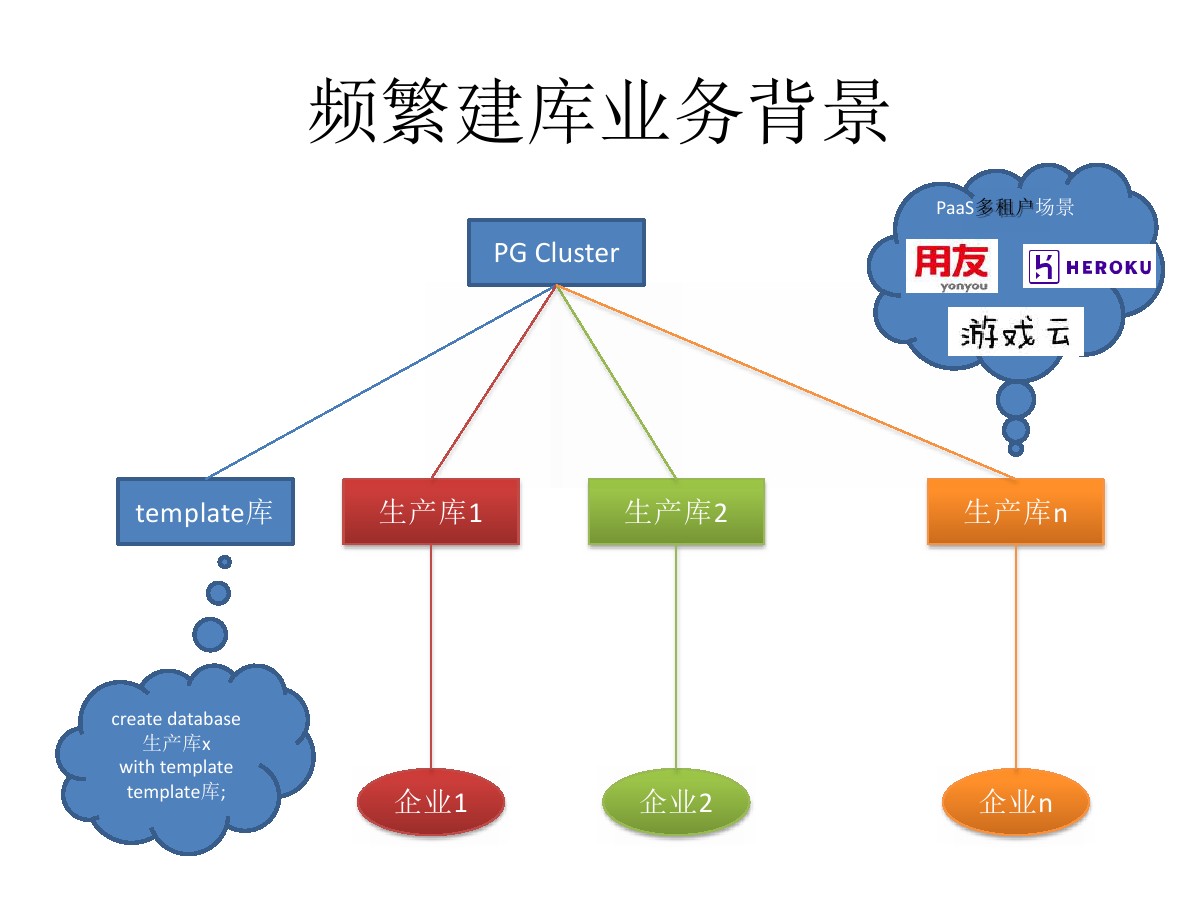 频繁建库业务背景
PaaS多租户场景
PG Cluster
用友
yonyou
HEROKU
游戏云
template库
生产库1
生产库2
生产库n
create database
生产库x
with template
template库;
企业1
企业2
企业n